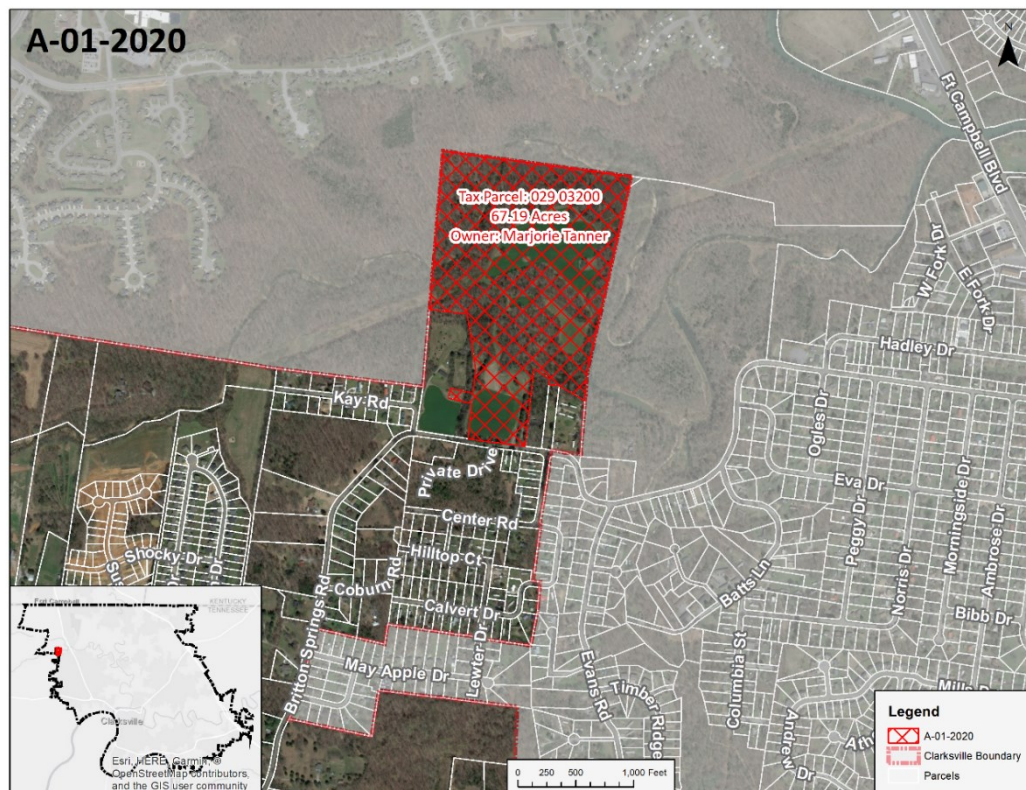 A-01-2020
N
Ft Campbell Blvd
Tax Parcel: 029 03200
67.19 Acres
Owner: Marjorie Tanner
W Fork Dr
E Fork Dr
Hadley Dr
Kay Rd
Ogles Dr
Private Drive
Eva Dr
Peggy Dr
Morningside Dr
Ambrose Dr
Center Rd
Shocky Dr
Hilltop Ct
Coburn Rd
Norris Dr
Batts Ln
Calvert Dr
Bibb Dr
Britton Springs Rd
May Apple Dr
Lewter Dr
Evans Rd
Timber Ridge
Columbia St
Andrew Dr
Fort Campbell
KENTUCKY
TENNESSEE
Clarksville
Esri, HERE, Garmin, ©
OpenStreetMap contributors,
and the GIS user community
0 250 500 1,000 Feet
Legend
A-01-2020
Clarksville Boundary
Parcels